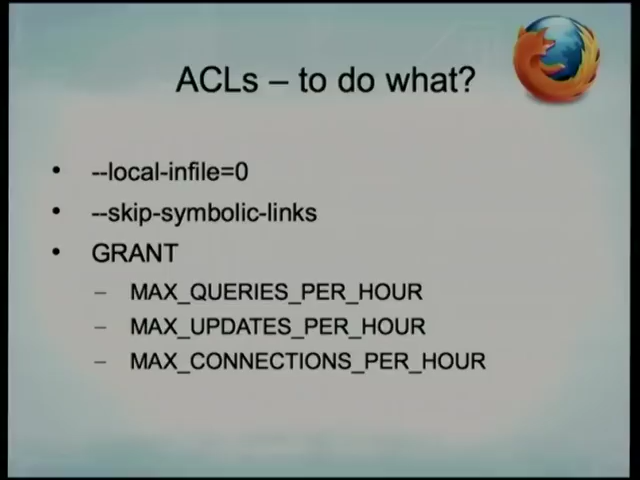 ACLs – to do what?
• --local-infile=0
• --skip-symbolic-links
• GRANT
– MAX_QUERIES_PER_HOUR
– MAX_UPDATES_PER_HOUR
– MAX_CONNECTIONS_PER_HOUR